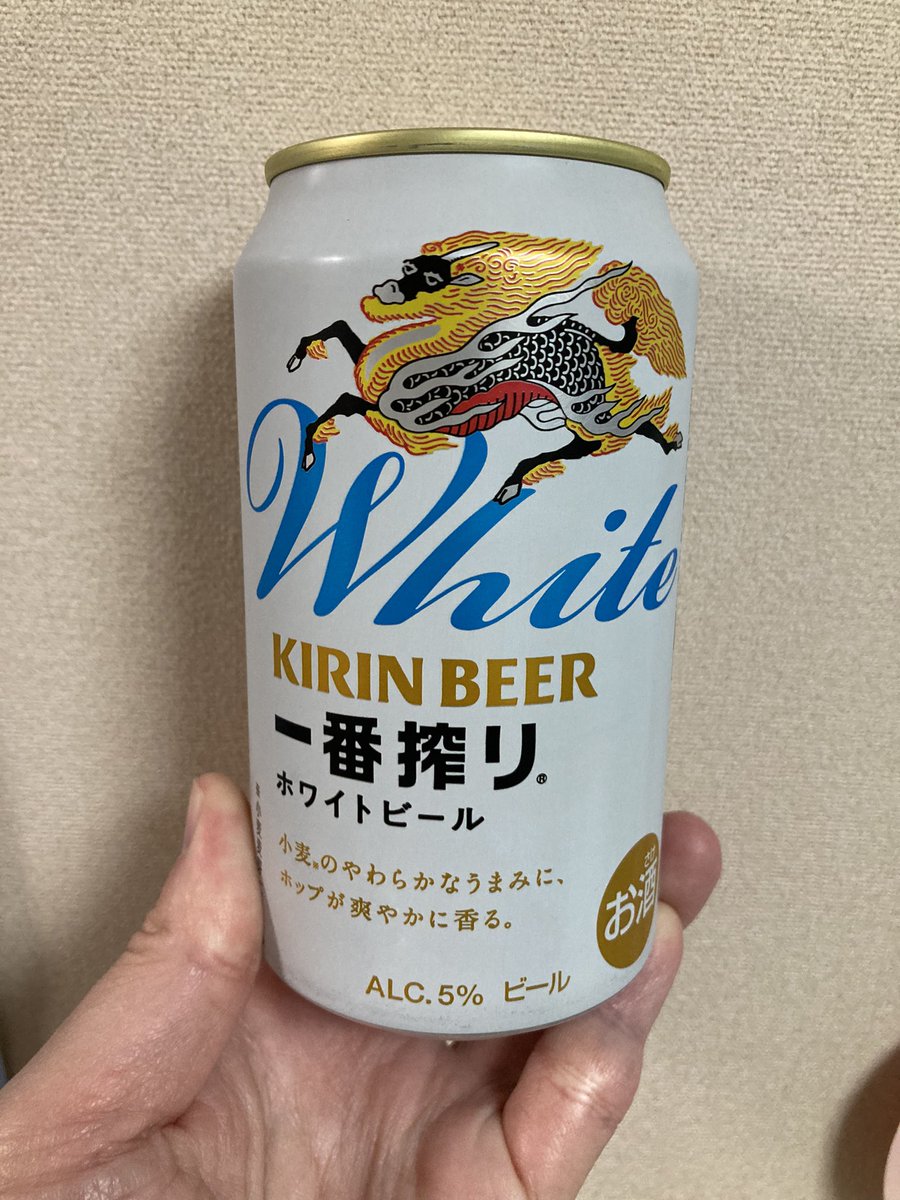 White
KIRIN BEER
一番搾り®
ホワイトビール
小麦※のやわらかなうまみに、
ホップが爽やかに香る。
さけ
お酒
ALC.5% ビール